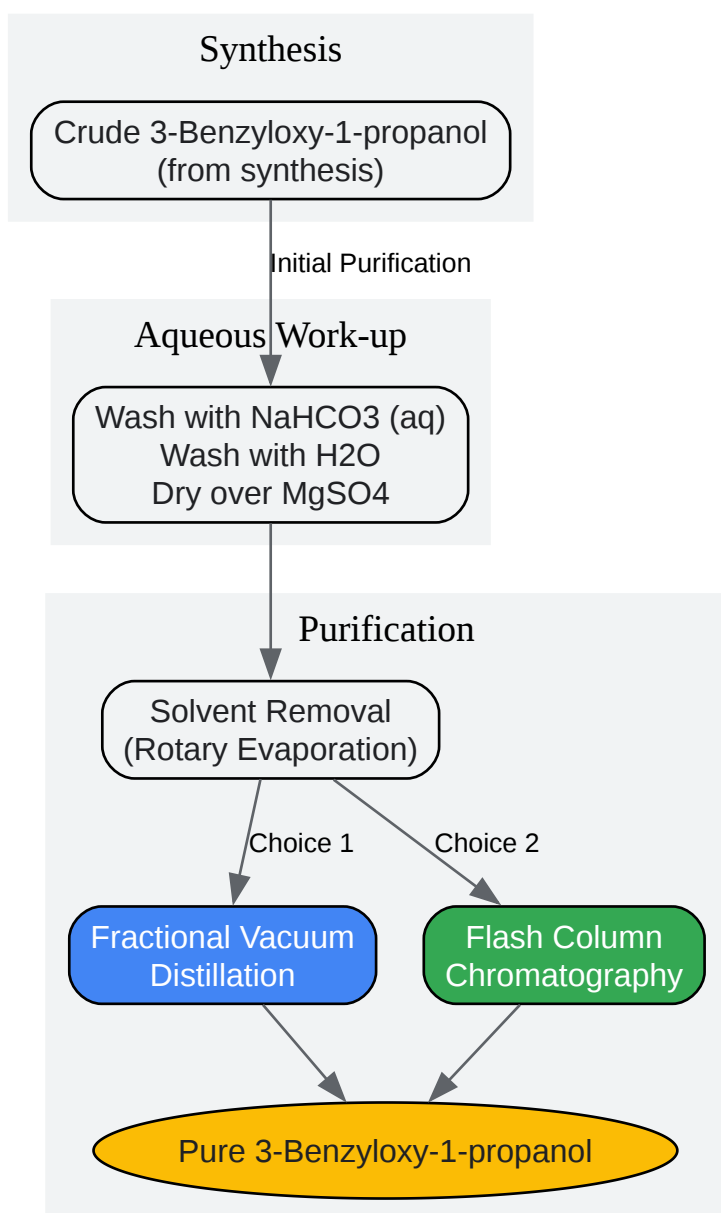 Synthesis
Crude 3-Benzyloxy-1-propanol
(from synthesis)
Initial Purification
Aqueous Work-up
Wash with NaHCO3 (aq)
Wash with H2O
Dry over MgSO4
Purification
Solvent Removal
(Rotary Evaporation)
Choice 1
Choice 2
Fractional Vacuum
Distillation
Flash Column
Chromatography
Pure 3-Benzyloxy-1-propanol